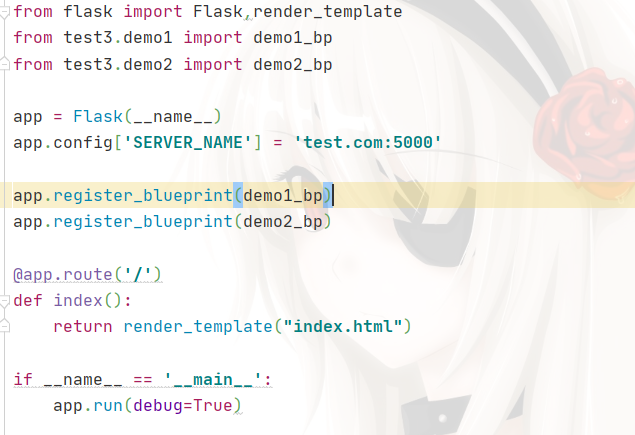 from flask import Flask,render_template
from test3.demo1 import demo1_bp
from test3.demo2 import demo2_bp
app = Flask(__name__)
app.config['SERVER_NAME'] = 'test.com:5000'
app.register_blueprint(demo1_bp)
app.register_blueprint(demo2_bp)
@app.route('/')
def index():
    return render_template("index.html")
if __name__ == '__main__':
    app.run(debug=True)